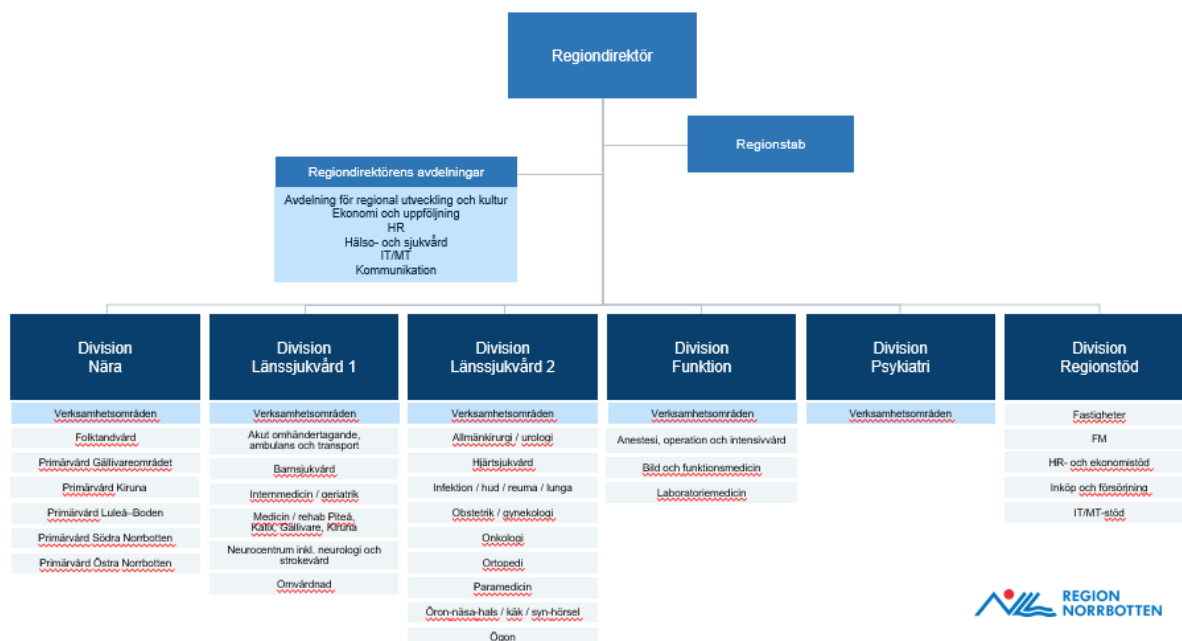 Regiondirektör
Regionstab
Regiondirektörens avdelningar
Avdelning för regional utveckling och kultur
Ekonomi och uppföljning
HR
Hälso- och sjukvård
IT/MT
Kommunikation
Division
Nära
Verksamhetsområden
Folktandvård
Primärvård Gällivareområdet
Primärvård Kiruna
Primärvård Luleå–Boden
Primärvård Södra Norrbotten
Primärvård Östra Norrbotten
Division
Länssjukvård 1
Verksamhetsområden
Akut omhändertagande,
ambulans och transport
Barnsjukvård
Internmedicin / geriatrik
Medicin / rehab Piteå,
Kalix, Gällivare, Kiruna
Neurocentrum inkl. neurologi och
strokevård
Omvårdnad
Division
Länssjukvård 2
Verksamhetsområden
Allmänkirurgi / urologi
Hjärtsjukvård
Infektion / hud / reuma / lunga
Obstetrik / gynekologi
Onkologi
Ortopedi
Paramedicin
Öron-näsa-hals / käk / syn-hörsel
Ögon
Division
Funktion
Verksamhetsområden
Anestesi, operation och intensivvård
Bild och funktionsmedicin
Laboratoriemedicin
Division
Psykiatri
Verksamhetsområden
Division
Regionstöd
Fastigheter
FM
HR- och ekonomistöd
Inköp och försörjning
IT/MT-stöd
REGION
NORRBOTTEN